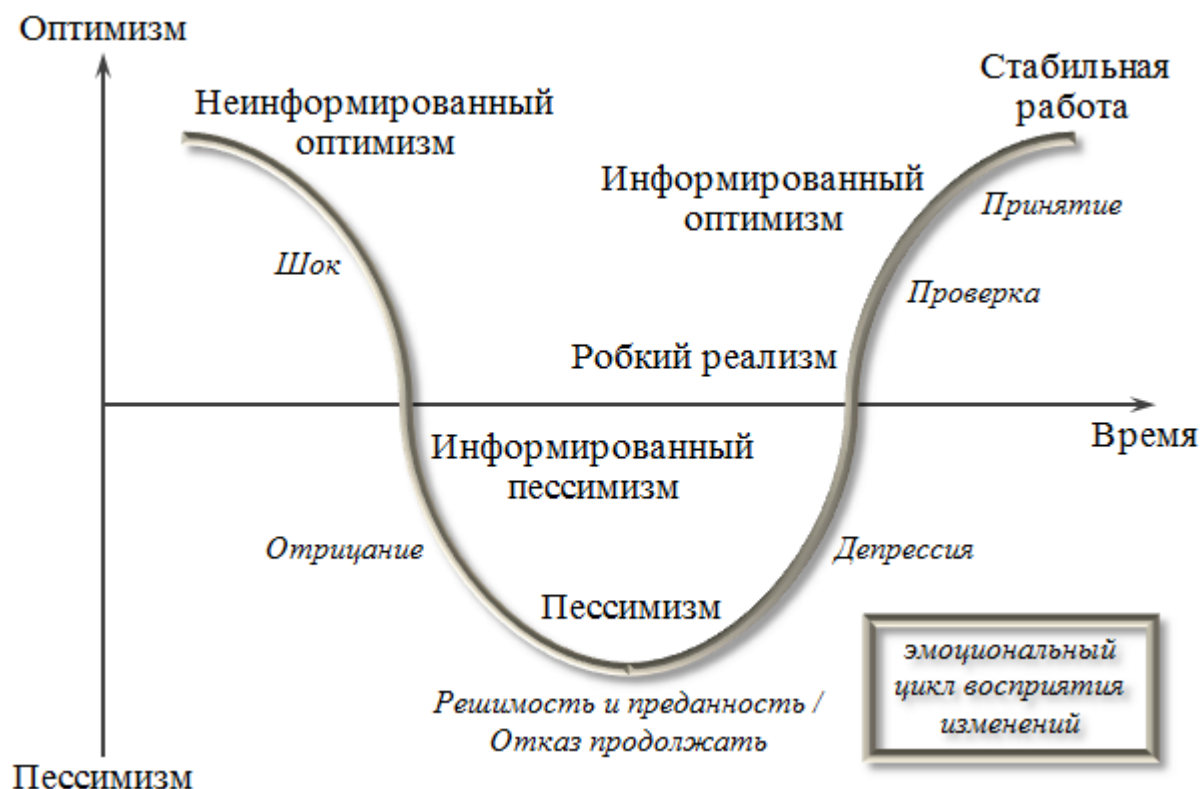 Оптимизм
Неинформированный
оптимизм
Стабильная
работа
Информированный
оптимизм
Принятие
Шок
Проверка
Робкий реализм
Время
Информированный
пессимизм
Отрицание
Депрессия
Пессимизм
Решимость и преданность /
Отказ продолжать
эмоциональный
цикл восприятия
изменений
Пессимизм